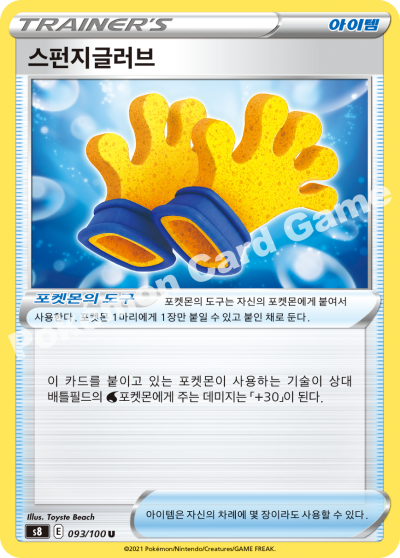 TRAINER'S 아이템
스펀지글러브
포켓몬의 도구 포켓몬의 도구는 자신의 포켓몬에게 붙여서
사용한다. 포켓몬 1마리에게 1장만 붙일 수 있고 붙인 채로 둔다.
이 카드를 붙이고 있는 포켓몬이 사용하는 기술이 상대
배틀필드의 포켓몬에게 주는 데미지는 「+30」이 된다.
Illus. Toyste Beach
아이템은 자신의 차례에 몇 장이라도 사용할 수 있다.
s8 E 093/100 U
©2021 Pokémon/Nintendo/Creatures/GAME FREAK.
Pokémon Card Game